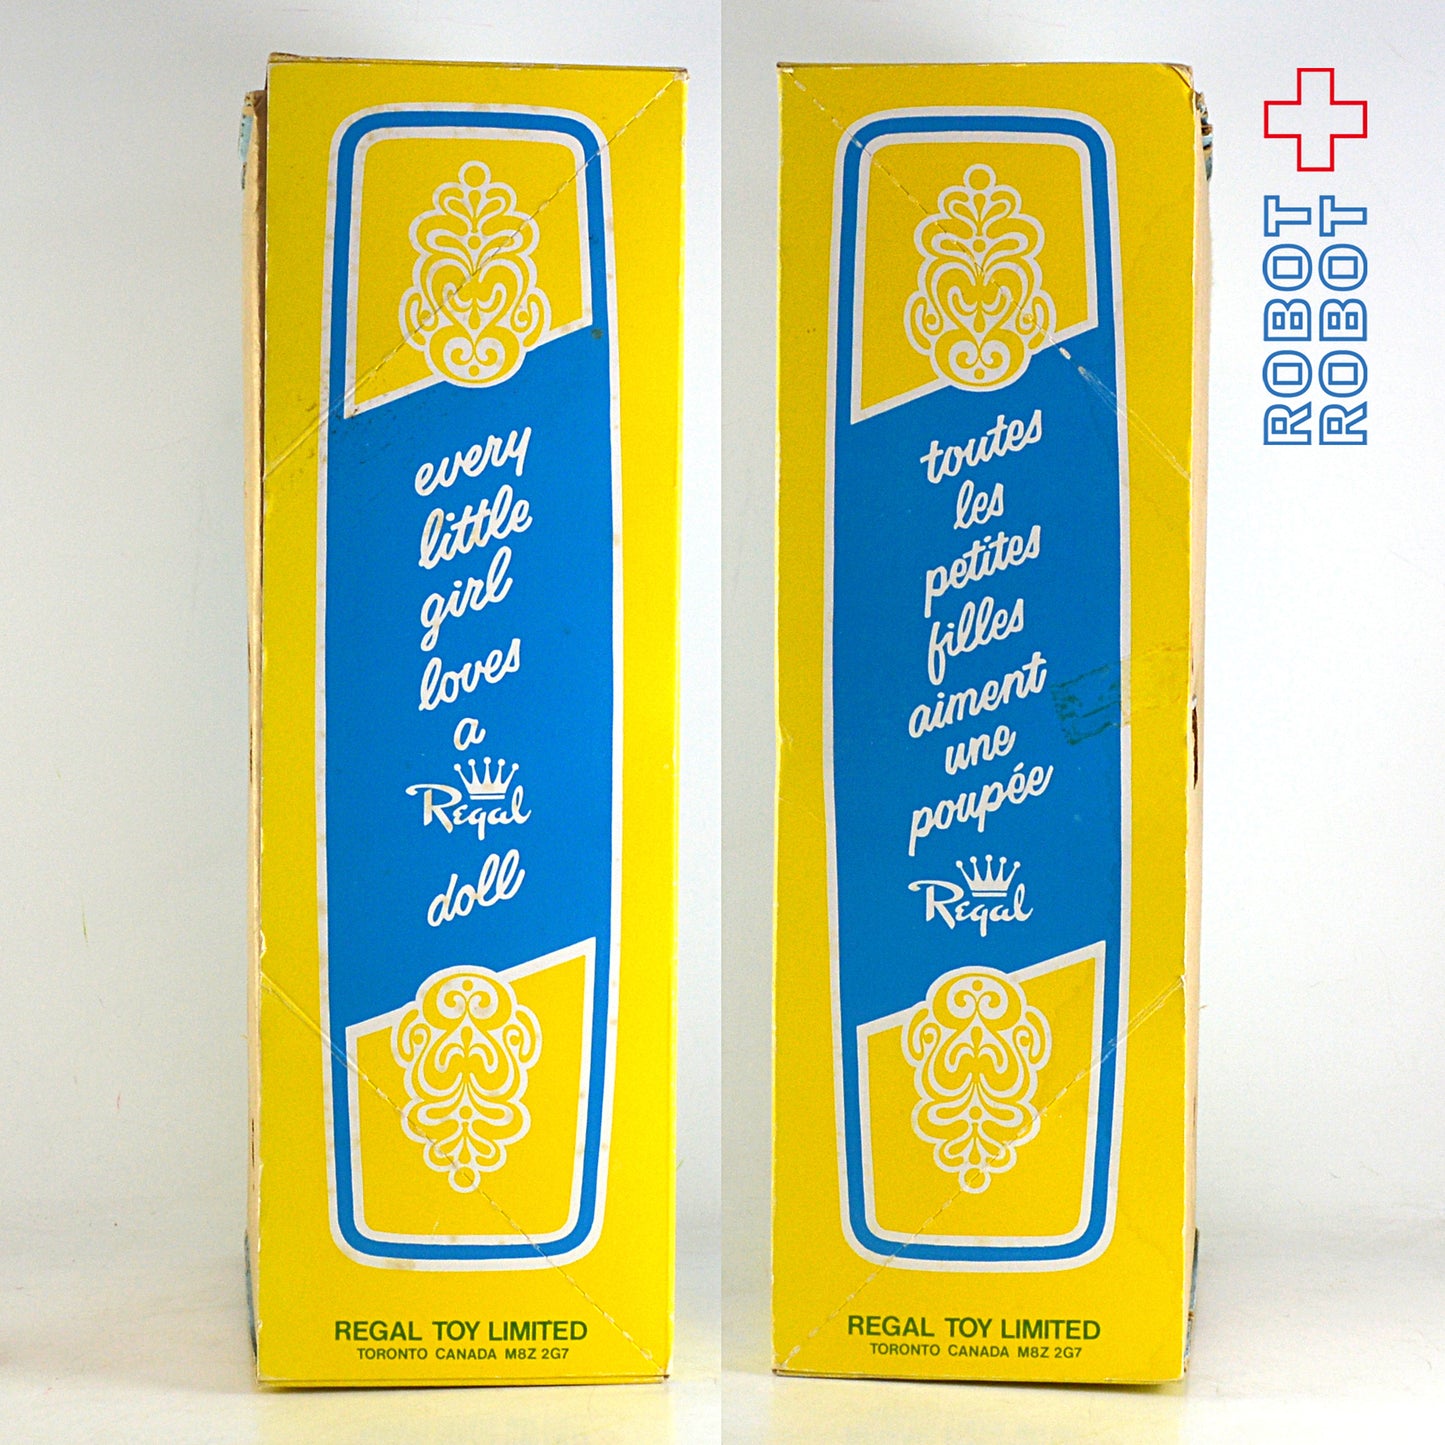 every
little
girl
loves
a
Regal
doll
REGAL TOY LIMITED
TORONTO CANADA M8Z 2G7
toutes
les
petites
filles
aiment
une
poupée
Regal
REGAL TOY LIMITED
TORONTO CANADA M8Z 2G7
ROBOT
ROBOT